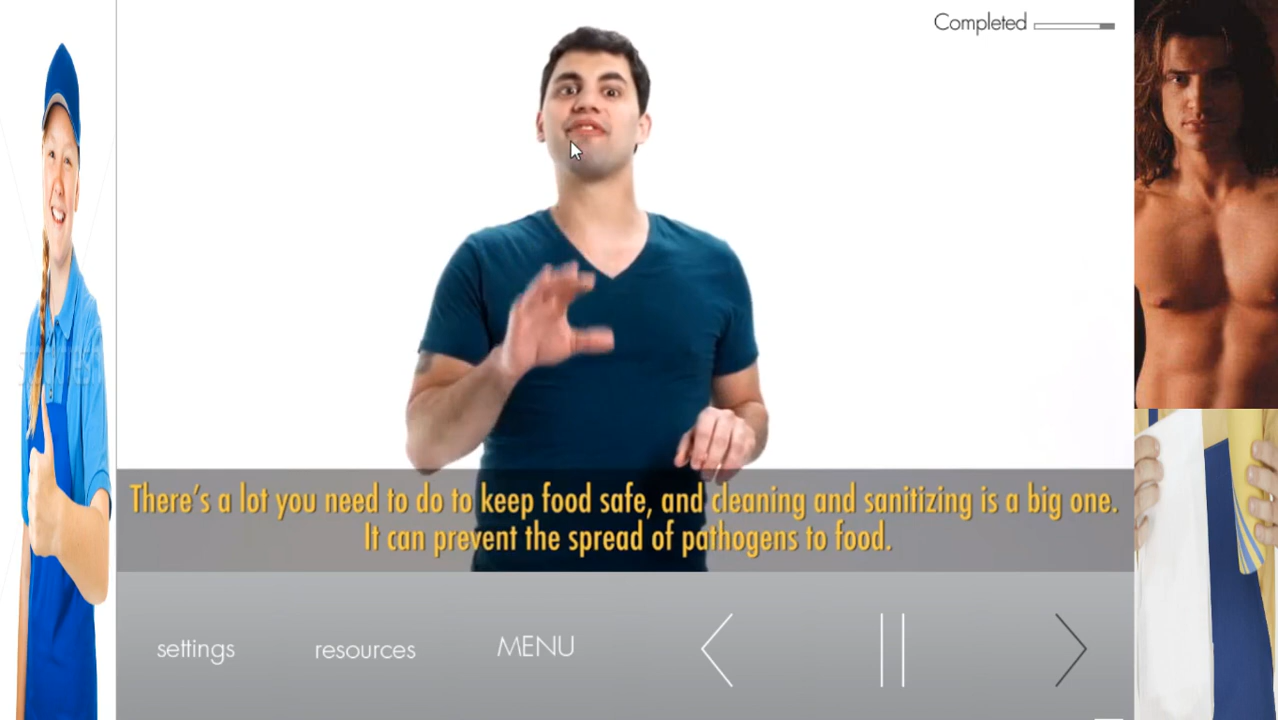 Completed
There's a lot you need to do to keep food safe, and cleaning and sanitizing is a big one.
It can prevent the spread of pathogens to food.
settings
resources
MENU